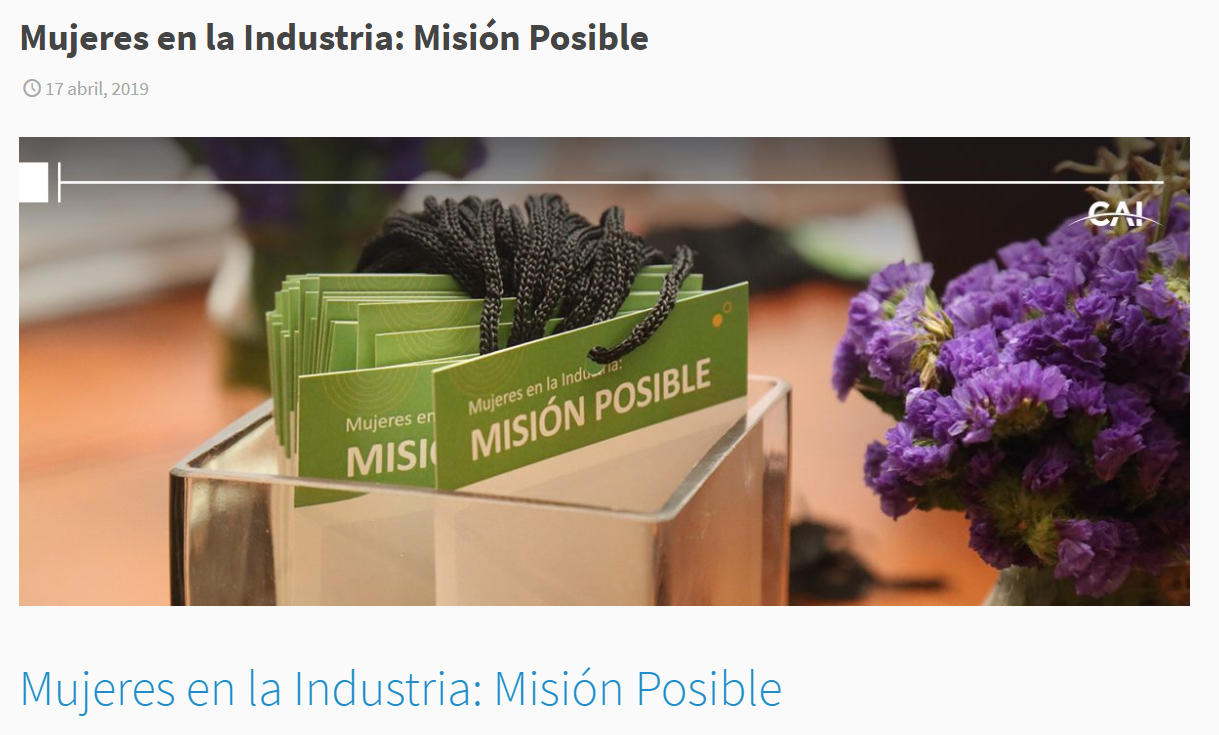 Mujeres en la Industria: Misión Posible
17 abril, 2019
CAI
Mujeres en la Industria:
MISIÓN POSIBLE
Mujeres en
Mujeres en la Industria: Misión Posible